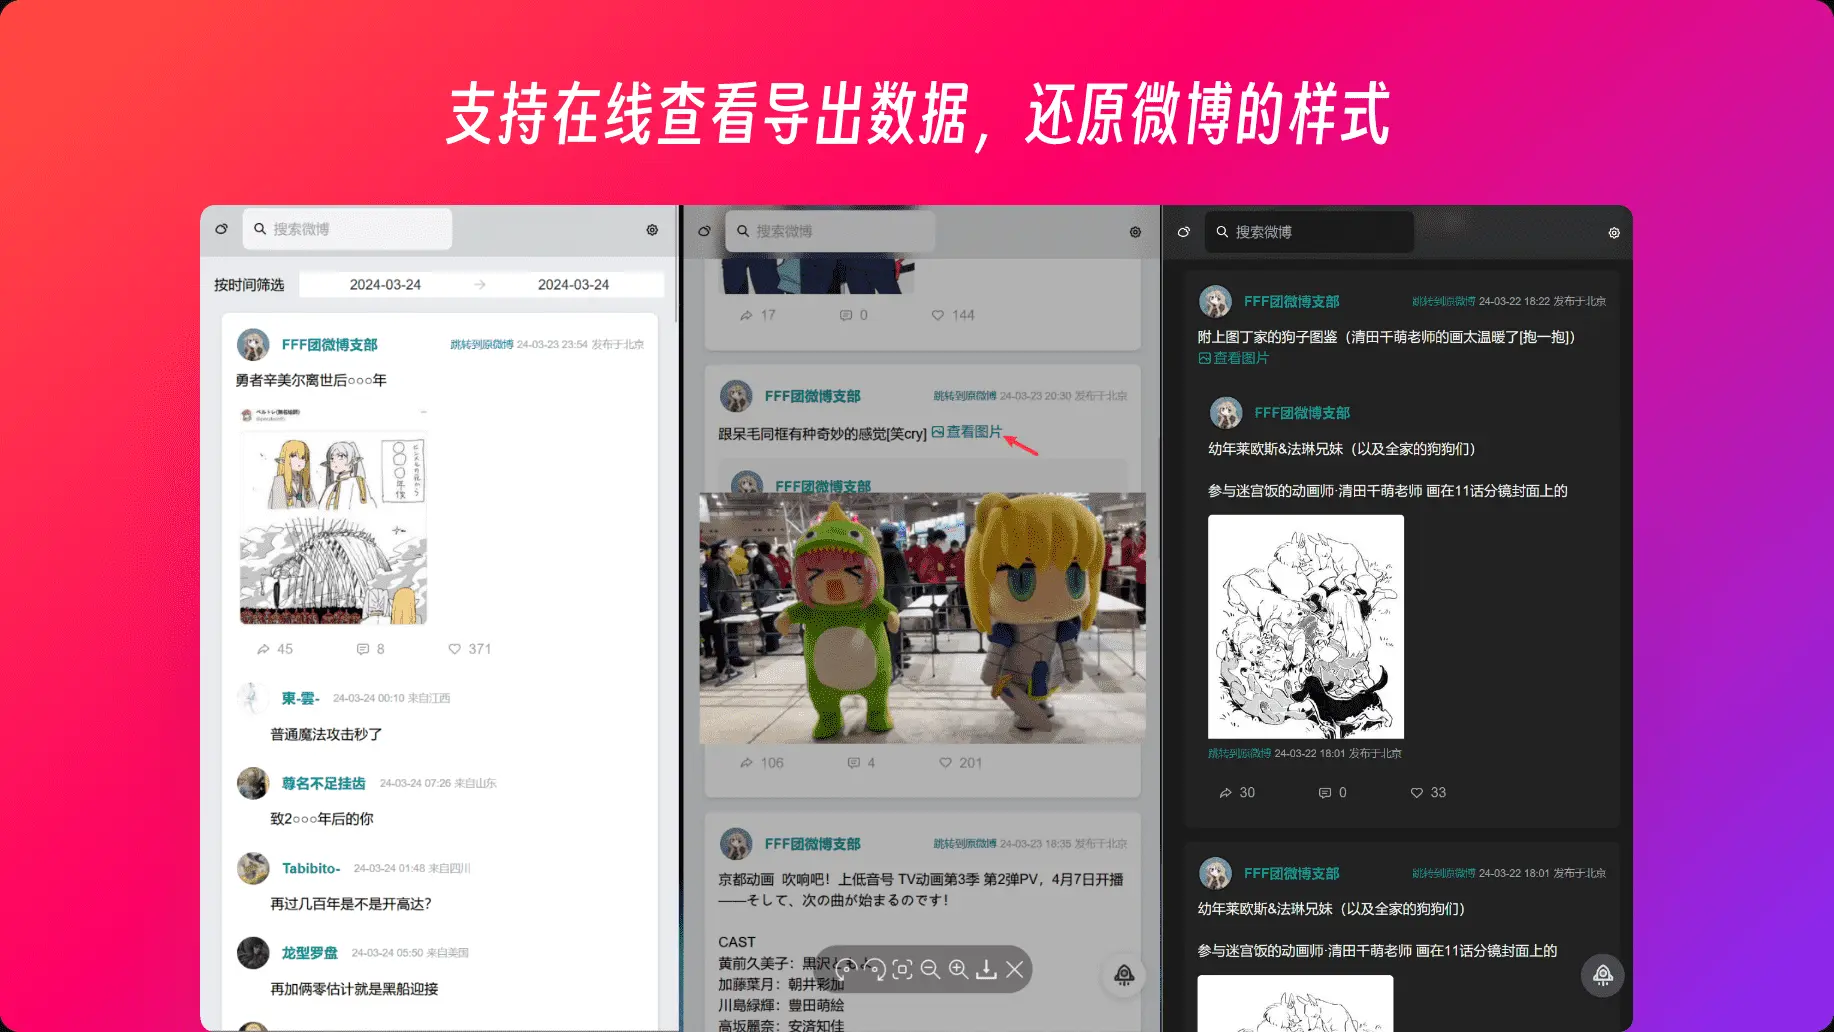 支持在线查看导出数据，还原微博的样式
搜索微博
按时间筛选 2024-03-24 → 2024-03-24
FFF团微博支部 跳转到原微博 24-03-23 23:54 发布于北京
勇者辛美尔离世后○○○年
45 8 371
東-雲- 24-03-24 00:10 来自江西
普通魔法攻击秒了
尊名不足挂齿 24-03-24 07:26 来自山东
致2○○○年后的你
Tabibito- 24-03-24 01:48 来自四川
再过几百年是不是开高达?
龙型罗盘 24-03-24 05:50 来自美国
再加俩零估计就是黑船迎接
搜索微博
17 0 144
FFF团微博支部 跳转到原微博 24-03-23 20:30 发布于北京
跟呆毛同框有种奇妙的感觉[笑cry] 查看图片
FFF团微博支部
106 4 201
FFF团微博支部 跳转到原微博 24-03-23 18:35 发布于北京
京都动画 吹响吧！上低音号 TV动画第3季 第2弹PV，4月7日开播
——そして、次の曲が始まるのです！
CAST
黄前久美子：黒沢ともよ
加藤葉月：朝井彩加
川島緑輝：豊田萌絵
高坂麗奈：安済知佳
搜索微博
FFF团微博支部 跳转到原微博 24-03-22 18:22 发布于北京
附上图丁家的狗子图鉴（清田千萌老师的画太温暖了[抱一抱]）
查看图片
FFF团微博支部
幼年莱欧斯&法琳兄妹（以及全家的狗狗们）
参与迷宫饭的动画师·清田千萌老师 画在11话分镜封面上的
跳转到原微博 24-03-22 18:01 发布于北京
30 0 33
FFF团微博支部 跳转到原微博 24-03-22 18:01 发布于北京
幼年莱欧斯&法琳兄妹（以及全家的狗狗们）
参与迷宫饭的动画师·清田千萌老师 画在11话分镜封面上的